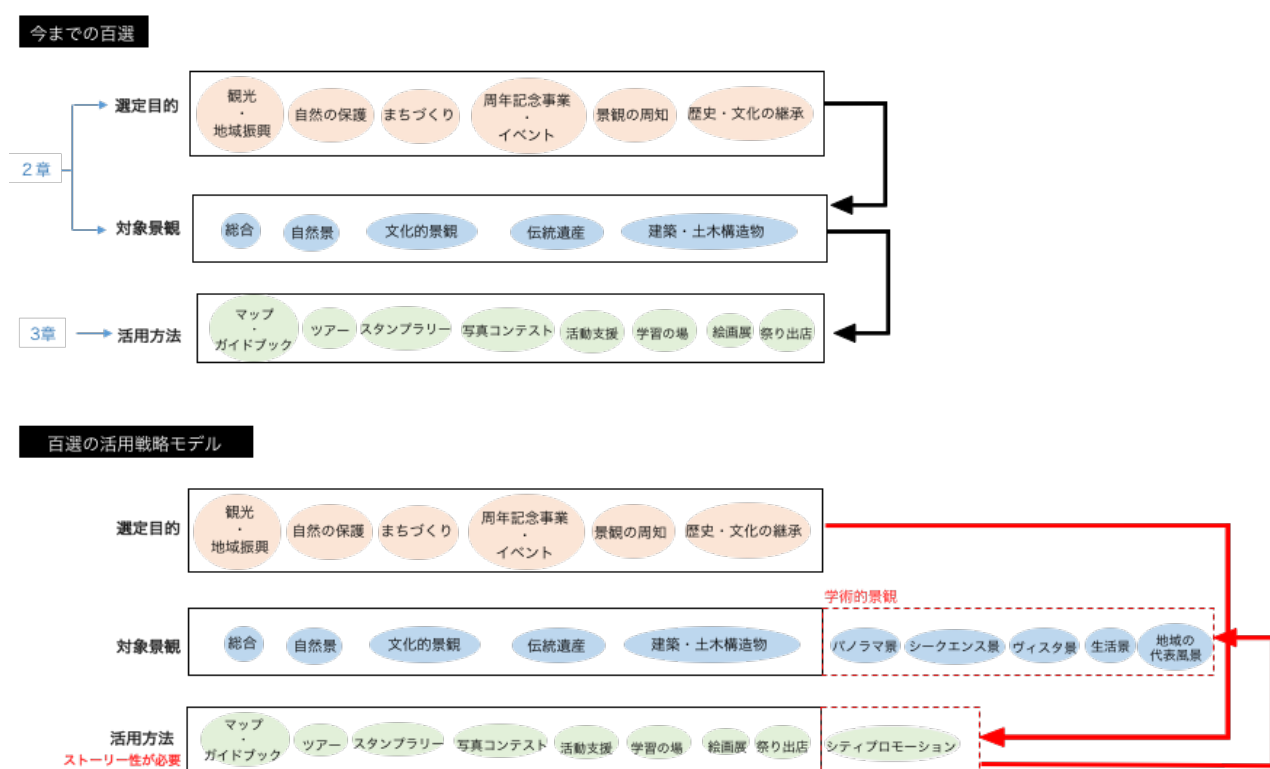 今までの百選
選定目的
観光
・
地域振興
自然の保護
まちづくり
周年記念事業
・
イベント
景観の周知
歴史・文化の継承
2章
対象景観
総合
自然景
文化的景観
伝統遺産
建築・土木構造物
3章
活用方法
マップ
・
ガイドブック
ツアー
スタンプラリー
写真コンテスト
活動支援
学習の場
絵画展
祭り出店
百選の活用戦略モデル
選定目的
観光
・
地域振興
自然の保護
まちづくり
周年記念事業
・
イベント
景観の周知
歴史・文化の継承
学術的景観
対象景観
総合
自然景
文化的景観
伝統遺産
建築・土木構造物
パノラマ景
シークエンス景
ヴィスタ景
生活景
地域の
代表風景
活用方法
ストーリー性が必要
マップ
・
ガイドブック
ツアー
スタンプラリー
写真コンテスト
活動支援
学習の場
絵画展
祭り出店
シティプロモーション